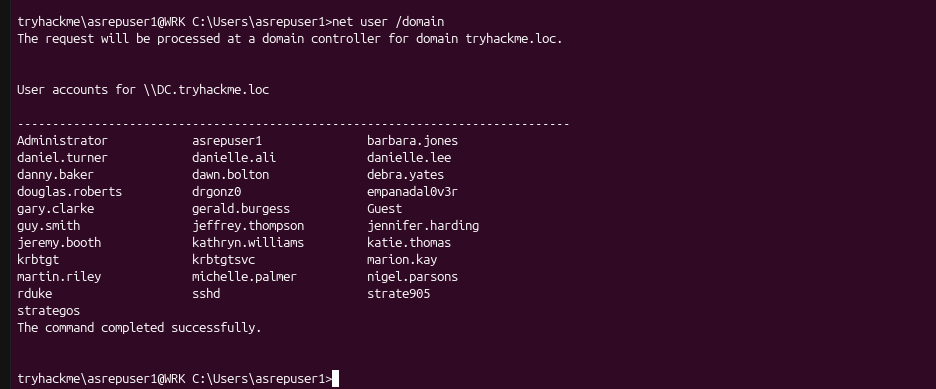 tryhackme\asrepuser1@WRK C:\Users\asrepuser1>net user /domain
The request will be processed at a domain controller for domain tryhackme.loc.
User accounts for \\DC.tryhackme.loc
-------------------------------------------------------------------------------
Administrator            asrepuser1               barbara.jones
daniel.turner            danielle.ali             danielle.lee
danny.baker              dawn.bolton              debra.yates
douglas.roberts          drgonz0                  empanadal0v3r
gary.clarke              gerald.burgess           Guest
guy.smith                jeffrey.thompson         jennifer.harding
jeremy.booth             kathryn.williams         katie.thomas
krbtgt                   krbtgtsvc                marion.kay
martin.riley             michelle.palmer          nigel.parsons
rduke                    sshd                     strate905
strategos
The command completed successfully.
tryhackme\asrepuser1@WRK C:\Users\asrepuser1>